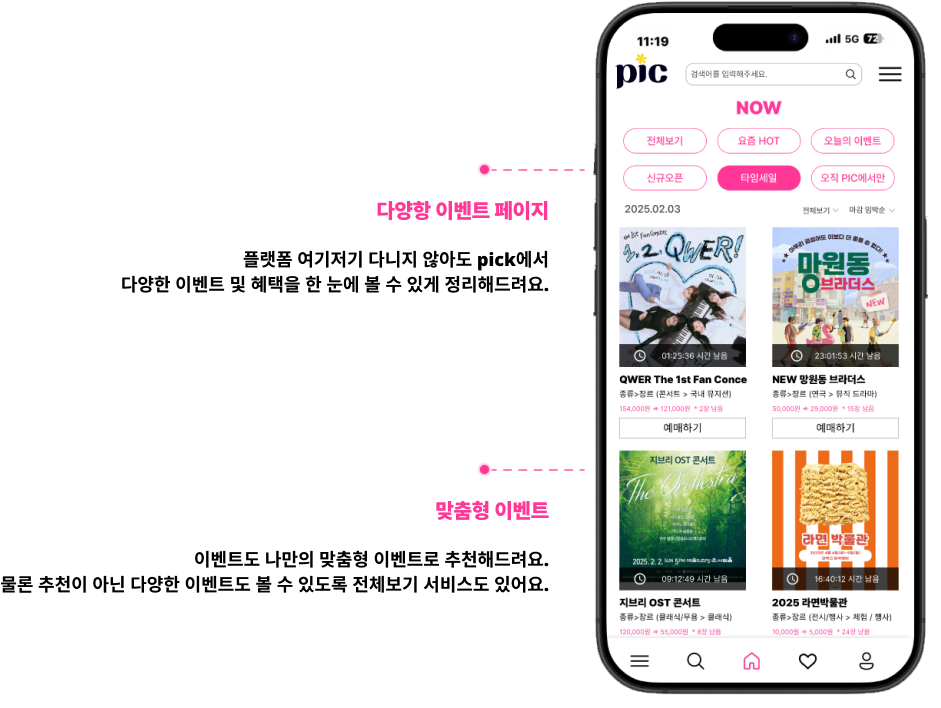 다양항 이벤트 페이지
플랫폼 여기저기 다니지 않아도 pick에서
다양한 이벤트 및 혜택을 한 눈에 볼 수 있게 정리해드려요.
맞춤형 이벤트
이벤트도 나만의 맞춤형 이벤트로 추천해드려요.
물론 추천이 아닌 다양한 이벤트도 볼 수 있도록 전체보기 서비스도 있어요.
11:19 5G 72
pic 검색어를 입력해주세요.
NOW
전체보기 요즘 HOT 오늘의 이벤트
신규오픈 타임세일 오직 PIC에서만
2025.02.03 전체보기 마감 임박순
1, 2, QWER!
망원동
브라더스
NEW
01:25:36 시간 남음 23:01:53 시간 남음
QWER The 1st Fan Conce NEW 망원동 브라더스
종류>장르 (콘서트 > 국내 뮤지션) 종류>장르 (연극 > 뮤직 드라마)
154,000원 → 121,000원 * 2장 남음 50,000원 → 29,000원 * 15장 남음
예매하기 예매하기
지브리 OST 콘서트
The Orchestra
라면 박물관
09:12:49 시간 남음 16:40:12 시간 남음
지브리 OST 콘서트 2025 라면박물관
종류>장르 (클래식/무용 > 클래식) 종류>장르 (전시/행사 > 체험 / 행사)
120,000원 → 55,000원 * 8장 남음 10,000원 → 5,000원 * 24장 남음